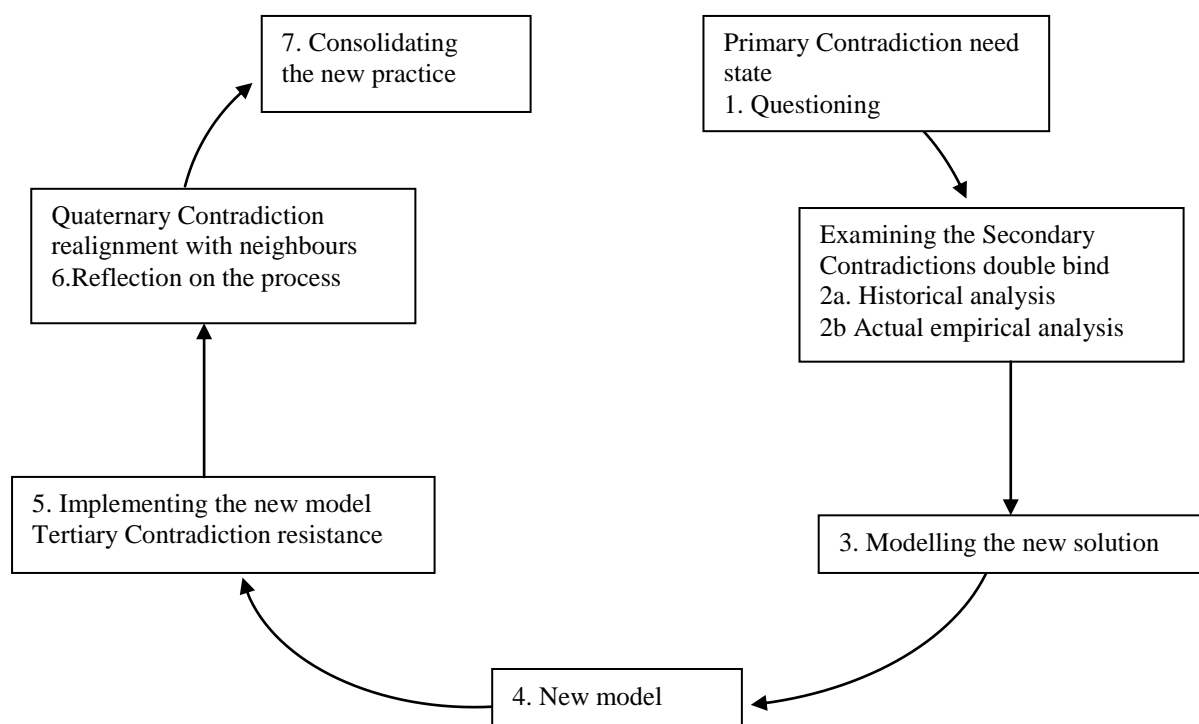 7. Consolidating
the new practice
Primary Contradiction need
state
1. Questioning
Quaternary Contradiction
realignment with neighbours
6.Reflection on the process
Examining the Secondary
Contradictions double bind
2a. Historical analysis
2b Actual empirical analysis
5. Implementing the new model
Tertiary Contradiction resistance
3. Modelling the new solution
4. New model